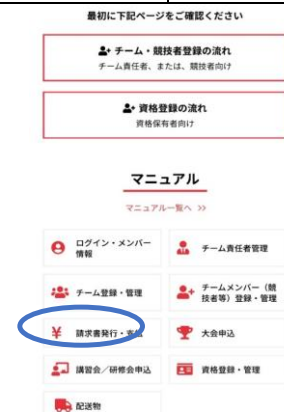 最初に下記ページをご確認ください
チーム・競技者登録の流れ
チーム責任者、または、競技者向け
資格登録の流れ
資格保有者向け
マニュアル
マニュアル一覧へ >>
ログイン・メンバー
情報
チーム責任者管理
チーム登録・管理
チームメンバー（競
技者等）登録・管理
¥ 請求書発行・支払
大会申込
講習会／研修会申込
資格登録・管理
配送物